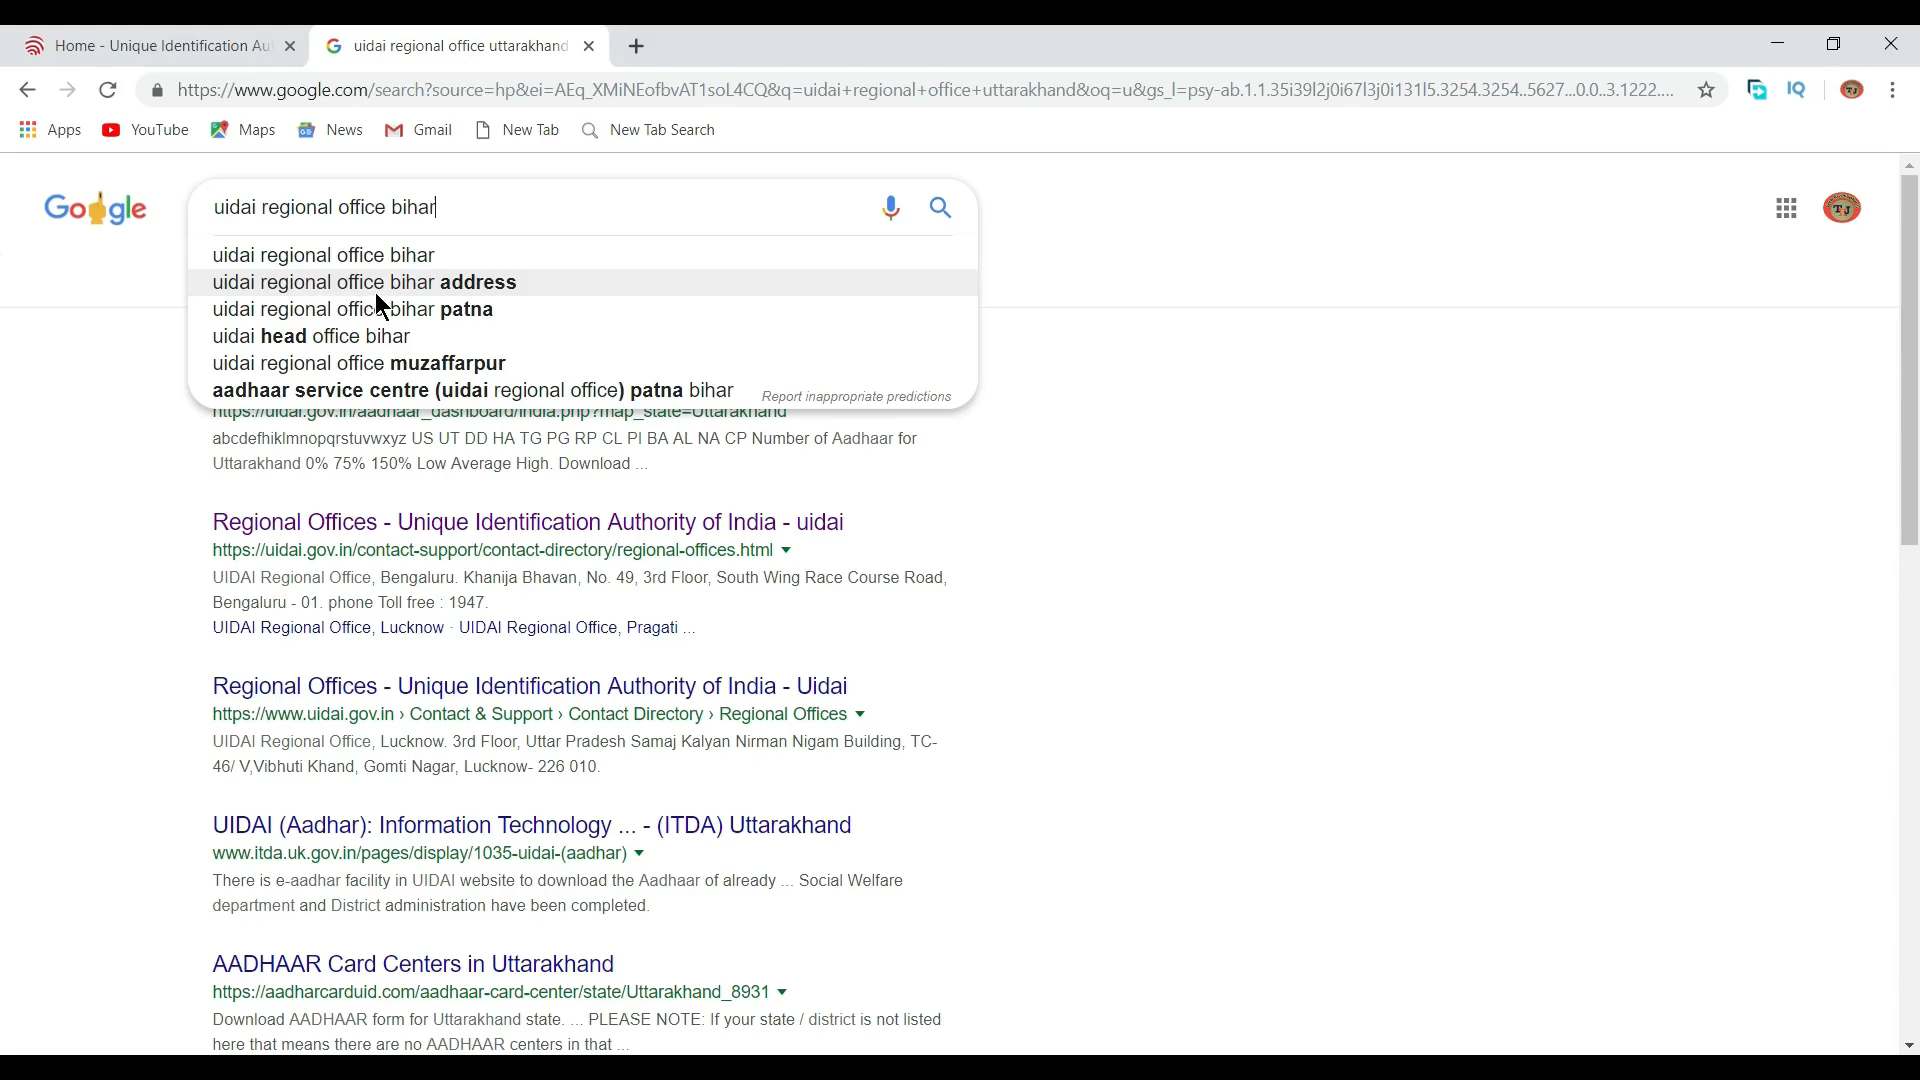 Home - Unique Identification Au
uidai regional office uttarakhand
https://www.google.com/search?source=hp&ei=AEq_XMiNEofbvAT1soL4CQ&q=uidai+regional+office+uttarakhand&oq=u&gs_l=psy-ab.1.1.35i39l2j0i67l3j0i131l5.3254.3254..5627...0.0..3.1222....
Apps
YouTube
Maps
News
Gmail
New Tab
New Tab Search
Google
uidai regional office bihar
uidai regional office bihar
uidai regional office bihar address
uidai regional office bihar patna
uidai head office bihar
uidai regional office muzaffarpur
aadhaar service centre (uidai regional office) patna bihar
Report inappropriate predictions
https://uidai.gov.in/aadhaar_dashboard/india.php?map_state=Uttarakhand
abcdefhiklmnopqrstuvwxyz US UT DD HA TG PG RP CL PI BA AL NA CP Number of Aadhaar for
Uttarakhand 0% 75% 150% Low Average High. Download ...
Regional Offices - Unique Identification Authority of India - uidai
https://uidai.gov.in/contact-support/contact-directory/regional-offices.html
UIDAI Regional Office, Bengaluru. Khanija Bhavan, No. 49, 3rd Floor, South Wing Race Course Road,
Bengaluru - 01. phone Toll free : 1947.
UIDAI Regional Office, Lucknow · UIDAI Regional Office, Pragati ...
Regional Offices - Unique Identification Authority of India - Uidai
https://www.uidai.gov.in › Contact & Support › Contact Directory › Regional Offices
UIDAI Regional Office, Lucknow. 3rd Floor, Uttar Pradesh Samaj Kalyan Nirman Nigam Building, TC-
46/ V,Vibhuti Khand, Gomti Nagar, Lucknow- 226 010.
UIDAI (Aadhar): Information Technology ... - (ITDA) Uttarakhand
www.itda.uk.gov.in/pages/display/1035-uidai-(aadhar)
There is e-aadhar facility in UIDAI website to download the Aadhaar of already ... Social Welfare
department and District administration have been completed.
AADHAAR Card Centers in Uttarakhand
https://aadharcarduid.com/aadhaar-card-center/state/Uttarakhand_8931
Download AADHAAR form for Uttarakhand state. ... PLEASE NOTE: If your state / district is not listed
here that means there are no AADHAAR centers in that ...